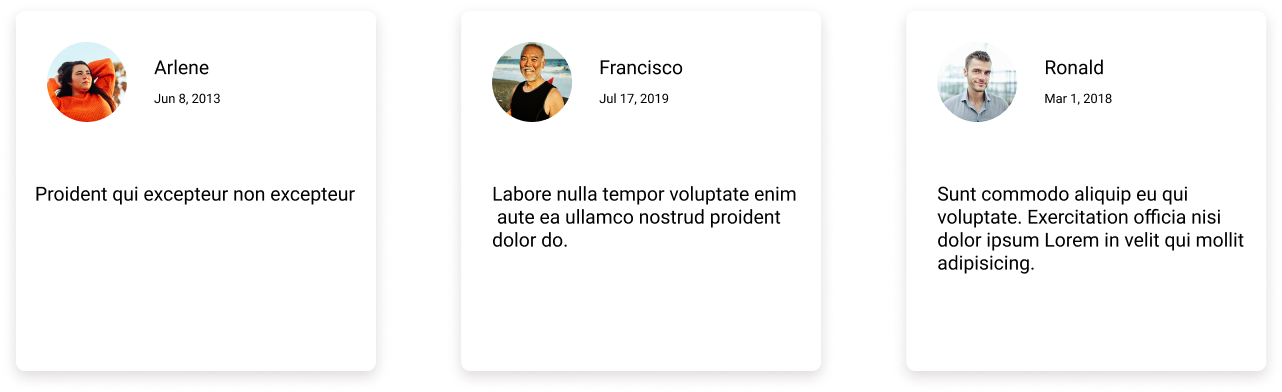 Arlene
Jun 8, 2013
Proident qui excepteur non excepteur
Francisco
Jul 17, 2019
Labore nulla tempor voluptate enim
aute ea ullamco nostrud proident
dolor do.
Ronald
Mar 1, 2018
Sunt commodo aliquip eu qui
voluptate. Exercitation officia nisi
dolor ipsum Lorem in velit qui mollit
adipisicing.